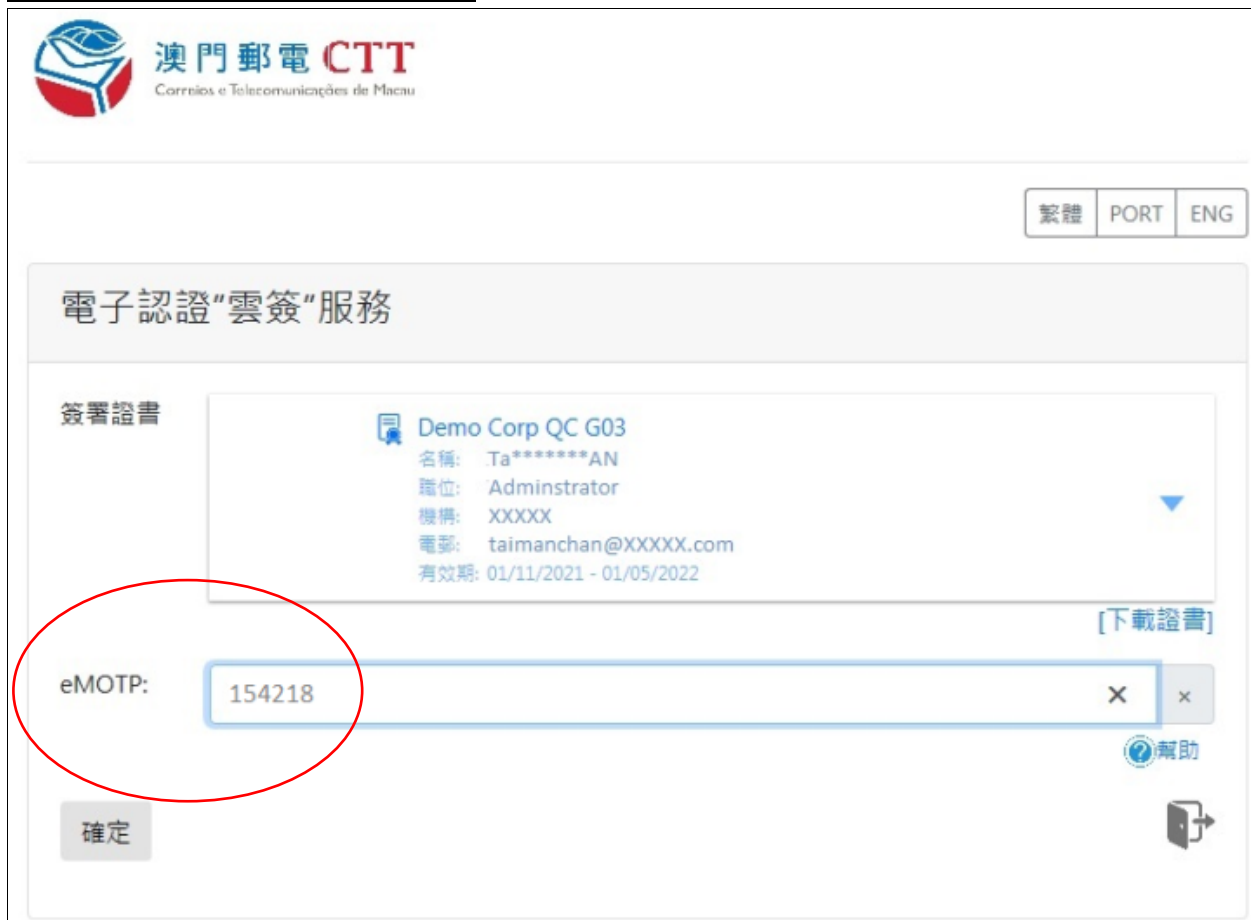 澳門郵電 CTT
Correios e Telecomunicações de Macau
繁體 PORT ENG
電子認證"雲簽"服務
簽署證書
Demo Corp QC G03
名稱: Ta*******AN
職位: Adminstrator
機構: XXXXX
電郵: taimanchan@XXXXX.com
有效期: 01/11/2021 - 01/05/2022
[下載證書]
eMOTP: 154218
幫助
確定